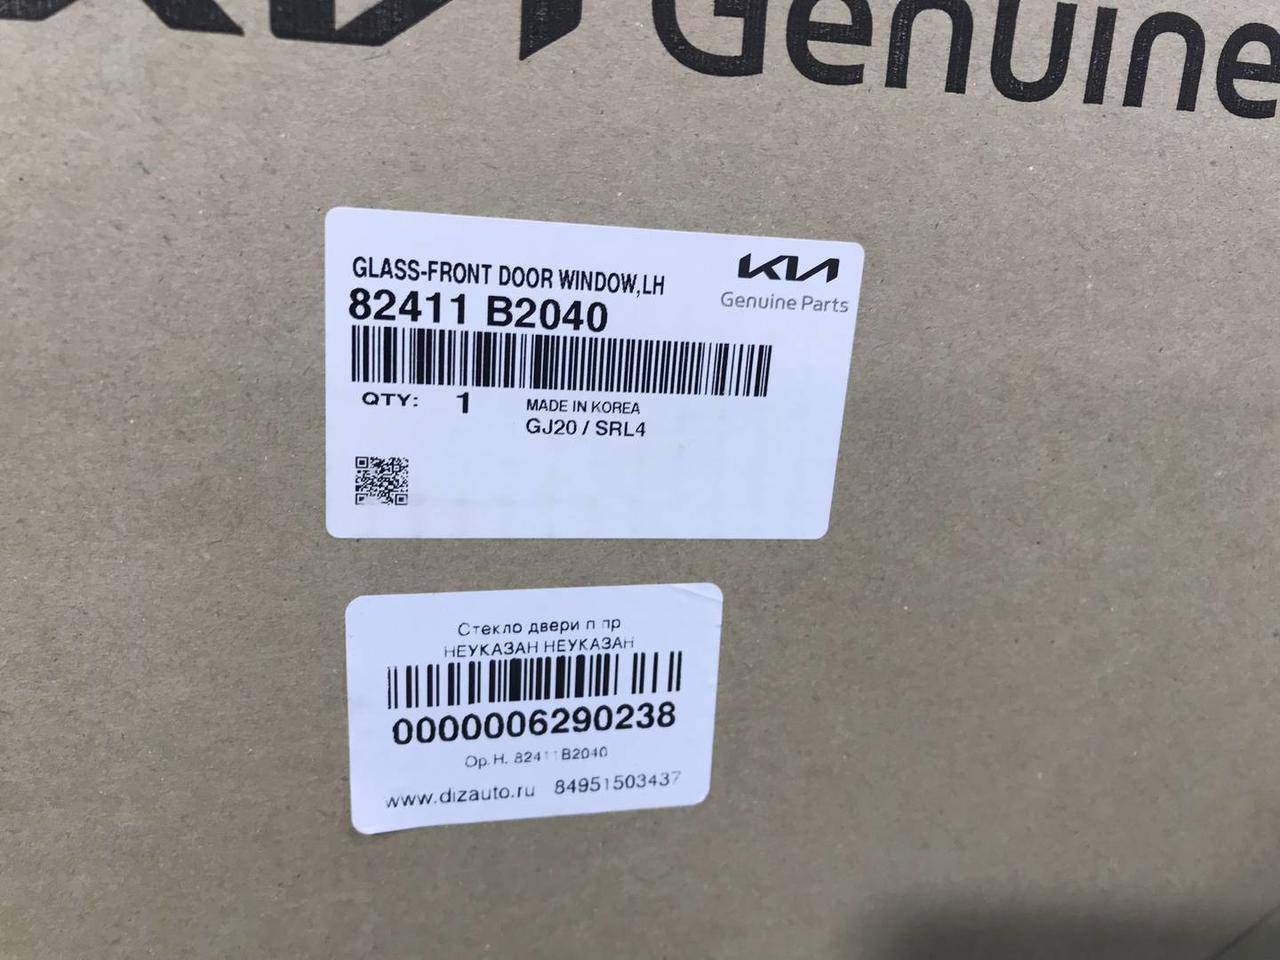 KIA Genuine
GLASS-FRONT DOOR WINDOW,LH
82411 B2040
KIA
Genuine Parts
QTY: 1
MADE IN KOREA
GJ20 / SRL4
Стекло двери п пр
НЕУКАЗАН НЕУКАЗАН
0000006290238
Ор.Н. 82411B2040
www.dizauto.ru 84951503437